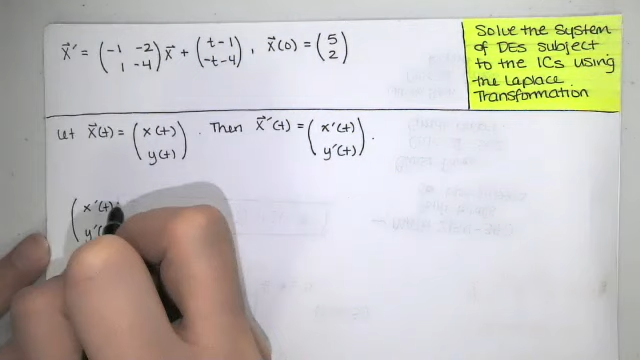 X⃗' = (-1 -2 / 1 -4) X⃗ + (t-1 / -t-4), X⃗(0) = (5 / 2)
Solve the System
of DEs subject
to the ICs using
the Laplace
Transformation
Let X⃗(t) = (x(t) / y(t)). Then X⃗'(t) = (x'(t) / y'(t)).
(x'(t)
y'(